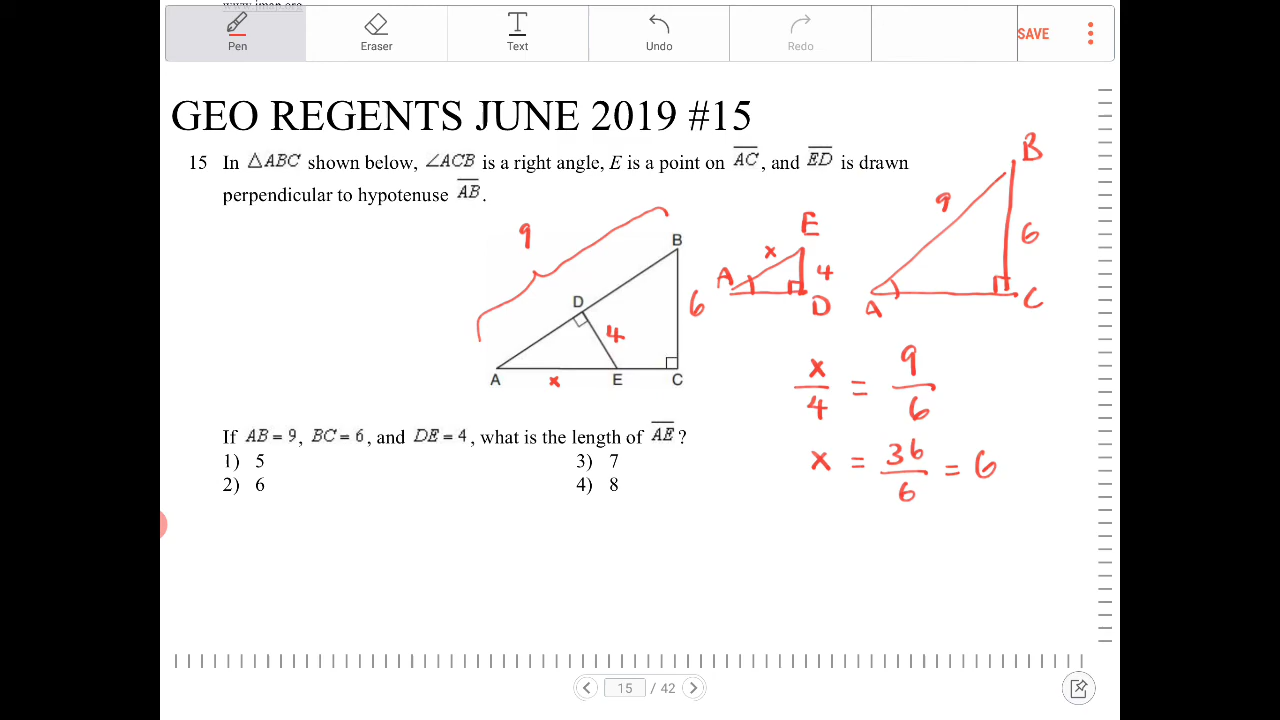 Pen
Eraser
Text
Undo
Redo
SAVE
GEO REGENTS JUNE 2019 #15
15 In △ABC shown below, ∠ACB is a right angle, E is a point on AC, and ED is drawn
perpendicular to hypotenuse AB.
9
B
D
6
4
A
x
E
C
E
x
A
4
D
B
9
6
A
C
x/4 = 9/6
x = 36/6 = 6
If AB = 9, BC = 6, and DE = 4, what is the length of AE?
1) 5
3) 7
2) 6
4) 8
15 / 42